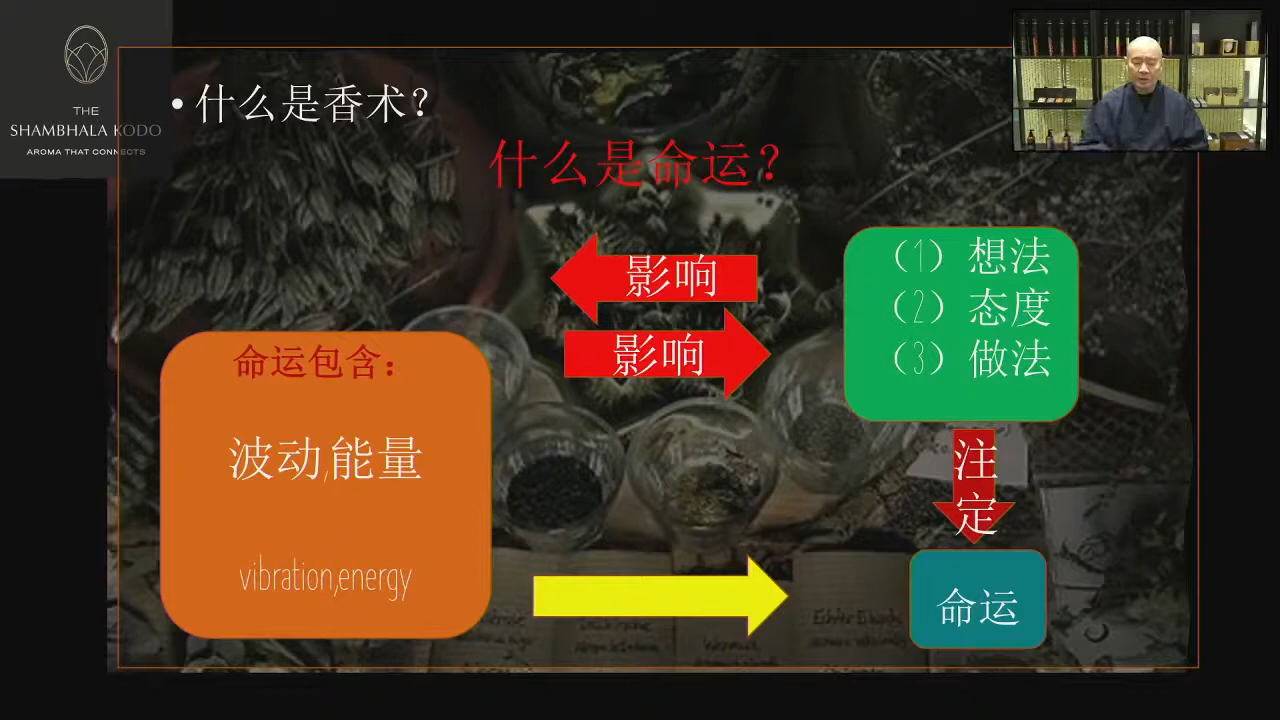 THE
SHAMBHALA KODO
AROMA THAT CONNECTS
• 什么是香术?
什么是命运?
影响
影响
(1) 想法
(2) 态度
(3) 做法
命运包含:
波动,能量
vibration,energy
注
定
命运